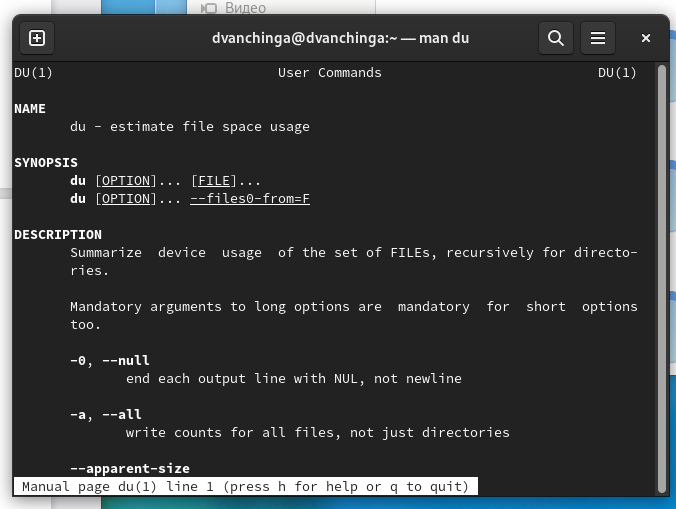 Видео
dvanchinga@dvanchinga:~ — man du
DU(1) User Commands DU(1)
NAME
du - estimate file space usage
SYNOPSIS
du [OPTION]... [FILE]...
du [OPTION]... --files0-from=F
DESCRIPTION
Summarize device usage of the set of FILEs, recursively for directo-
ries.
Mandatory arguments to long options are mandatory for short options
too.
-0, --null
end each output line with NUL, not newline
-a, --all
write counts for all files, not just directories
--apparent-size
Manual page du(1) line 1 (press h for help or q to quit)